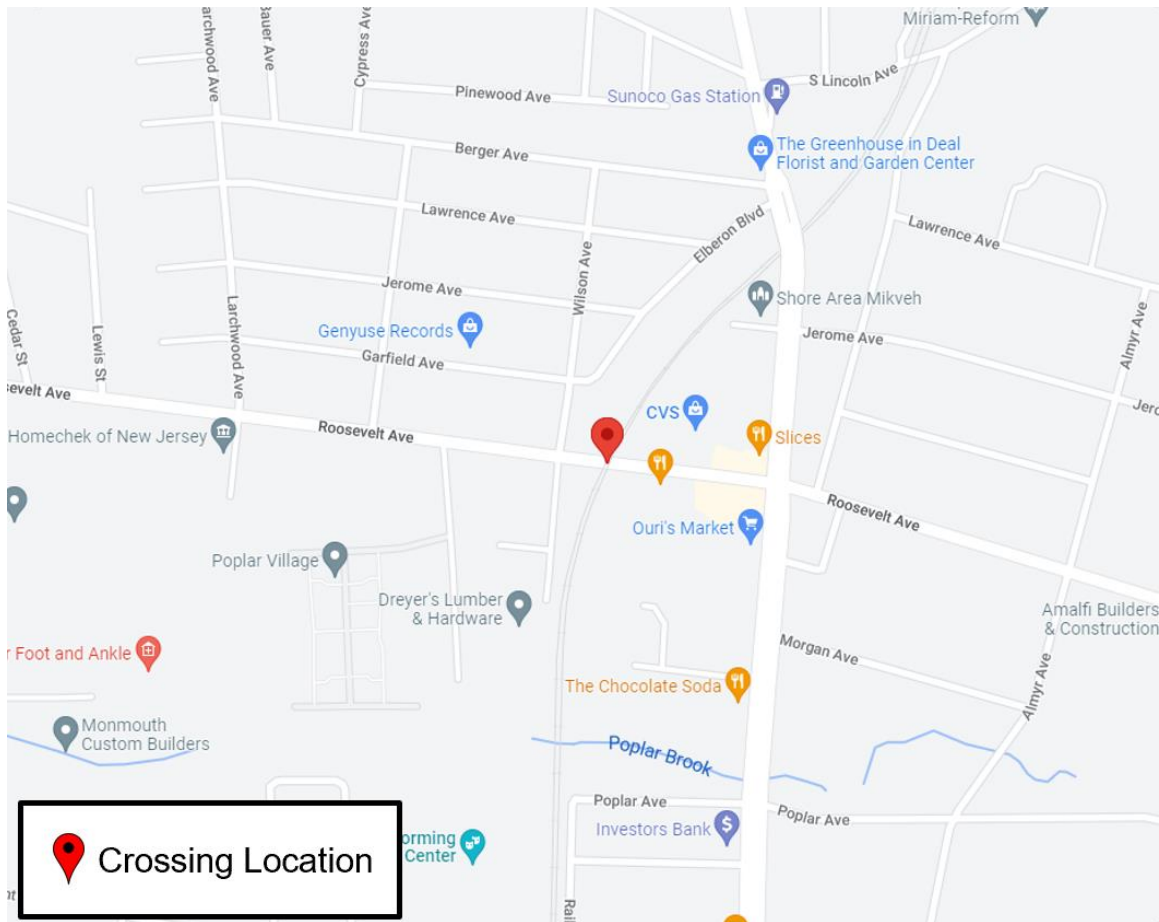 Miriam-Reform
S Lincoln Ave
Sunoco Gas Station
archwood Ave
Bauer Ave
Cypress Ave
Pinewood Ave
The Greenhouse in Deal
Florist and Garden Center
Berger Ave
Lawrence Ave
Lawrence Ave
Elberon Blvd
Wilson Ave
Jerome Ave
Shore Area Mikveh
Larchwood Ave
Genyuse Records
Jerome Ave
Almyr Ave
Cedar St
Lewis St
Garfield Ave
sevelt Ave
CVS
Jero
Homechek of New Jersey
Roosevelt Ave
Slices
Roosevelt Ave
Ouri's Market
Poplar Village
Dreyer's Lumber
& Hardware
Amalfi Builders
& Construction
r Foot and Ankle
Morgan Ave
The Chocolate Soda
Almyr Ave
Monmouth
Custom Builders
Poplar Brook
Poplar Ave
Poplar Ave
Investors Bank
orming
Center
Crossing Location
Rail